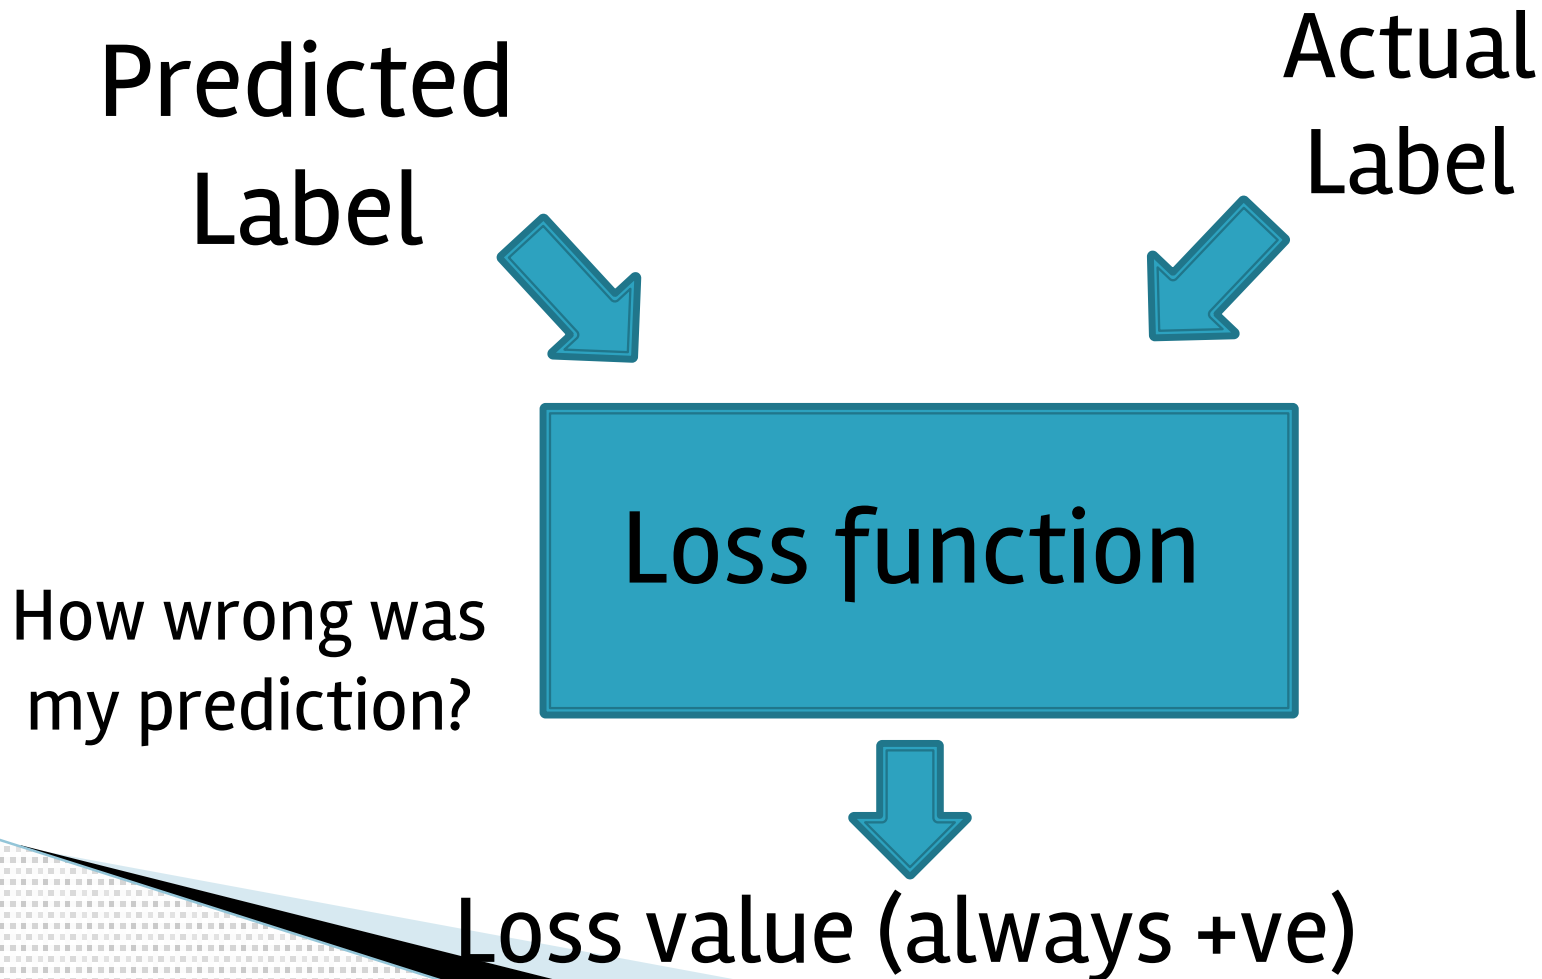 Predicted
Label
Actual
Label
Loss function
How wrong was
my prediction?
Loss value (always +ve)